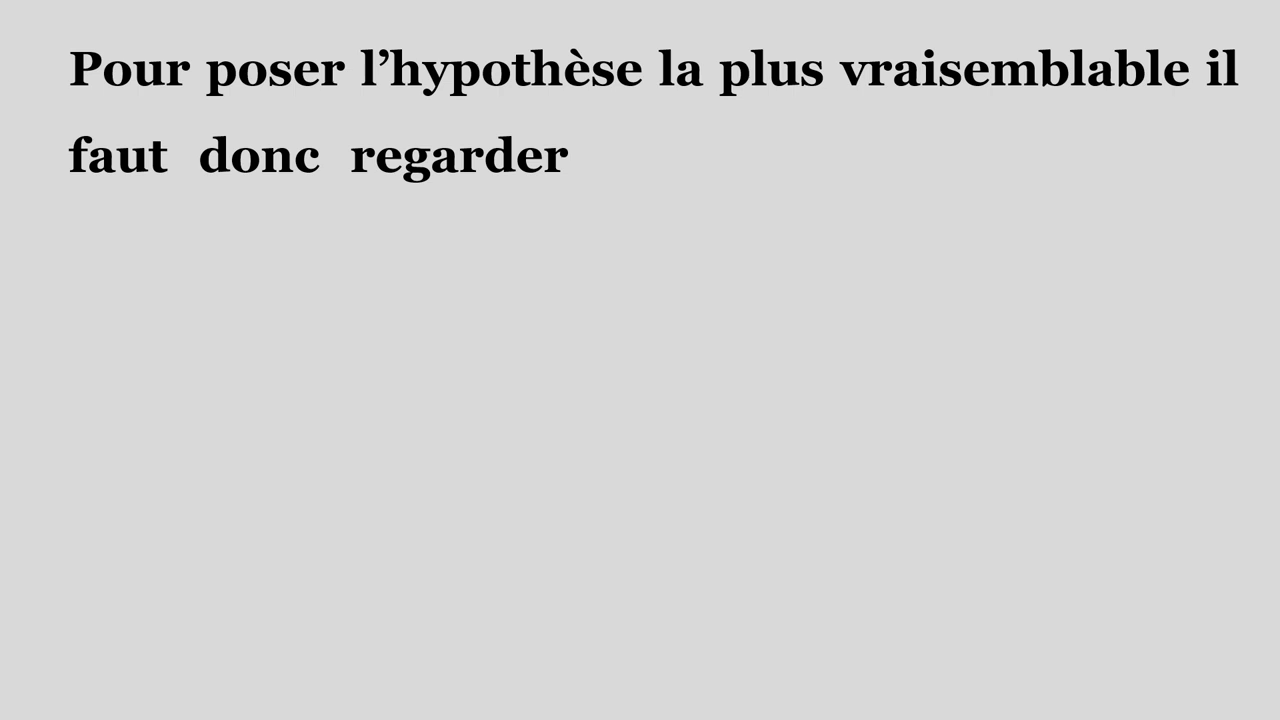 Pour poser l’hypothèse la plus vraisemblable il
faut donc regarder